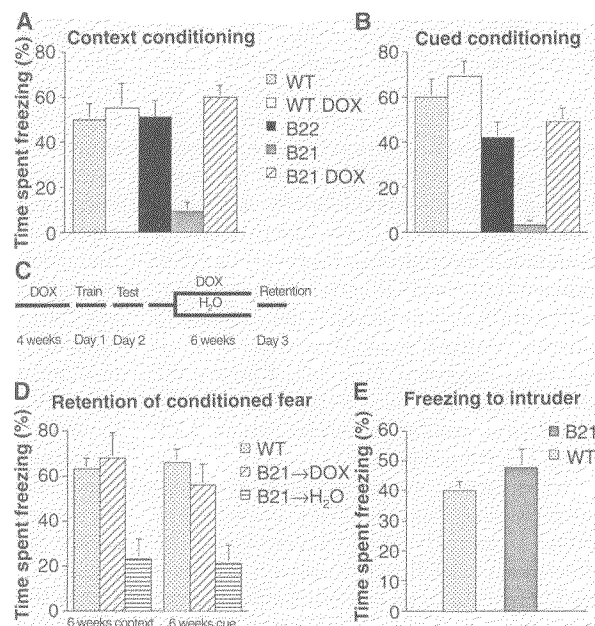 A
Context conditioning
Time spent freezing (%)
80
60
40
20
0
WT
WT DOX
B22
B21
B21 DOX
B
Cued conditioning
80
60
40
20
0
C
DOX Train Test DOX H₂O Retention
4 weeks Day 1 Day 2 6 weeks Day 3
D
Retention of conditioned fear
Time spent freezing (%)
80
60
40
20
0
WT
B21→DOX
B21→H₂O
6 weeks context 6 weeks cue
E
Freezing to intruder
Time spent freezing (%)
60
50
40
30
20
10
0
B21
WT